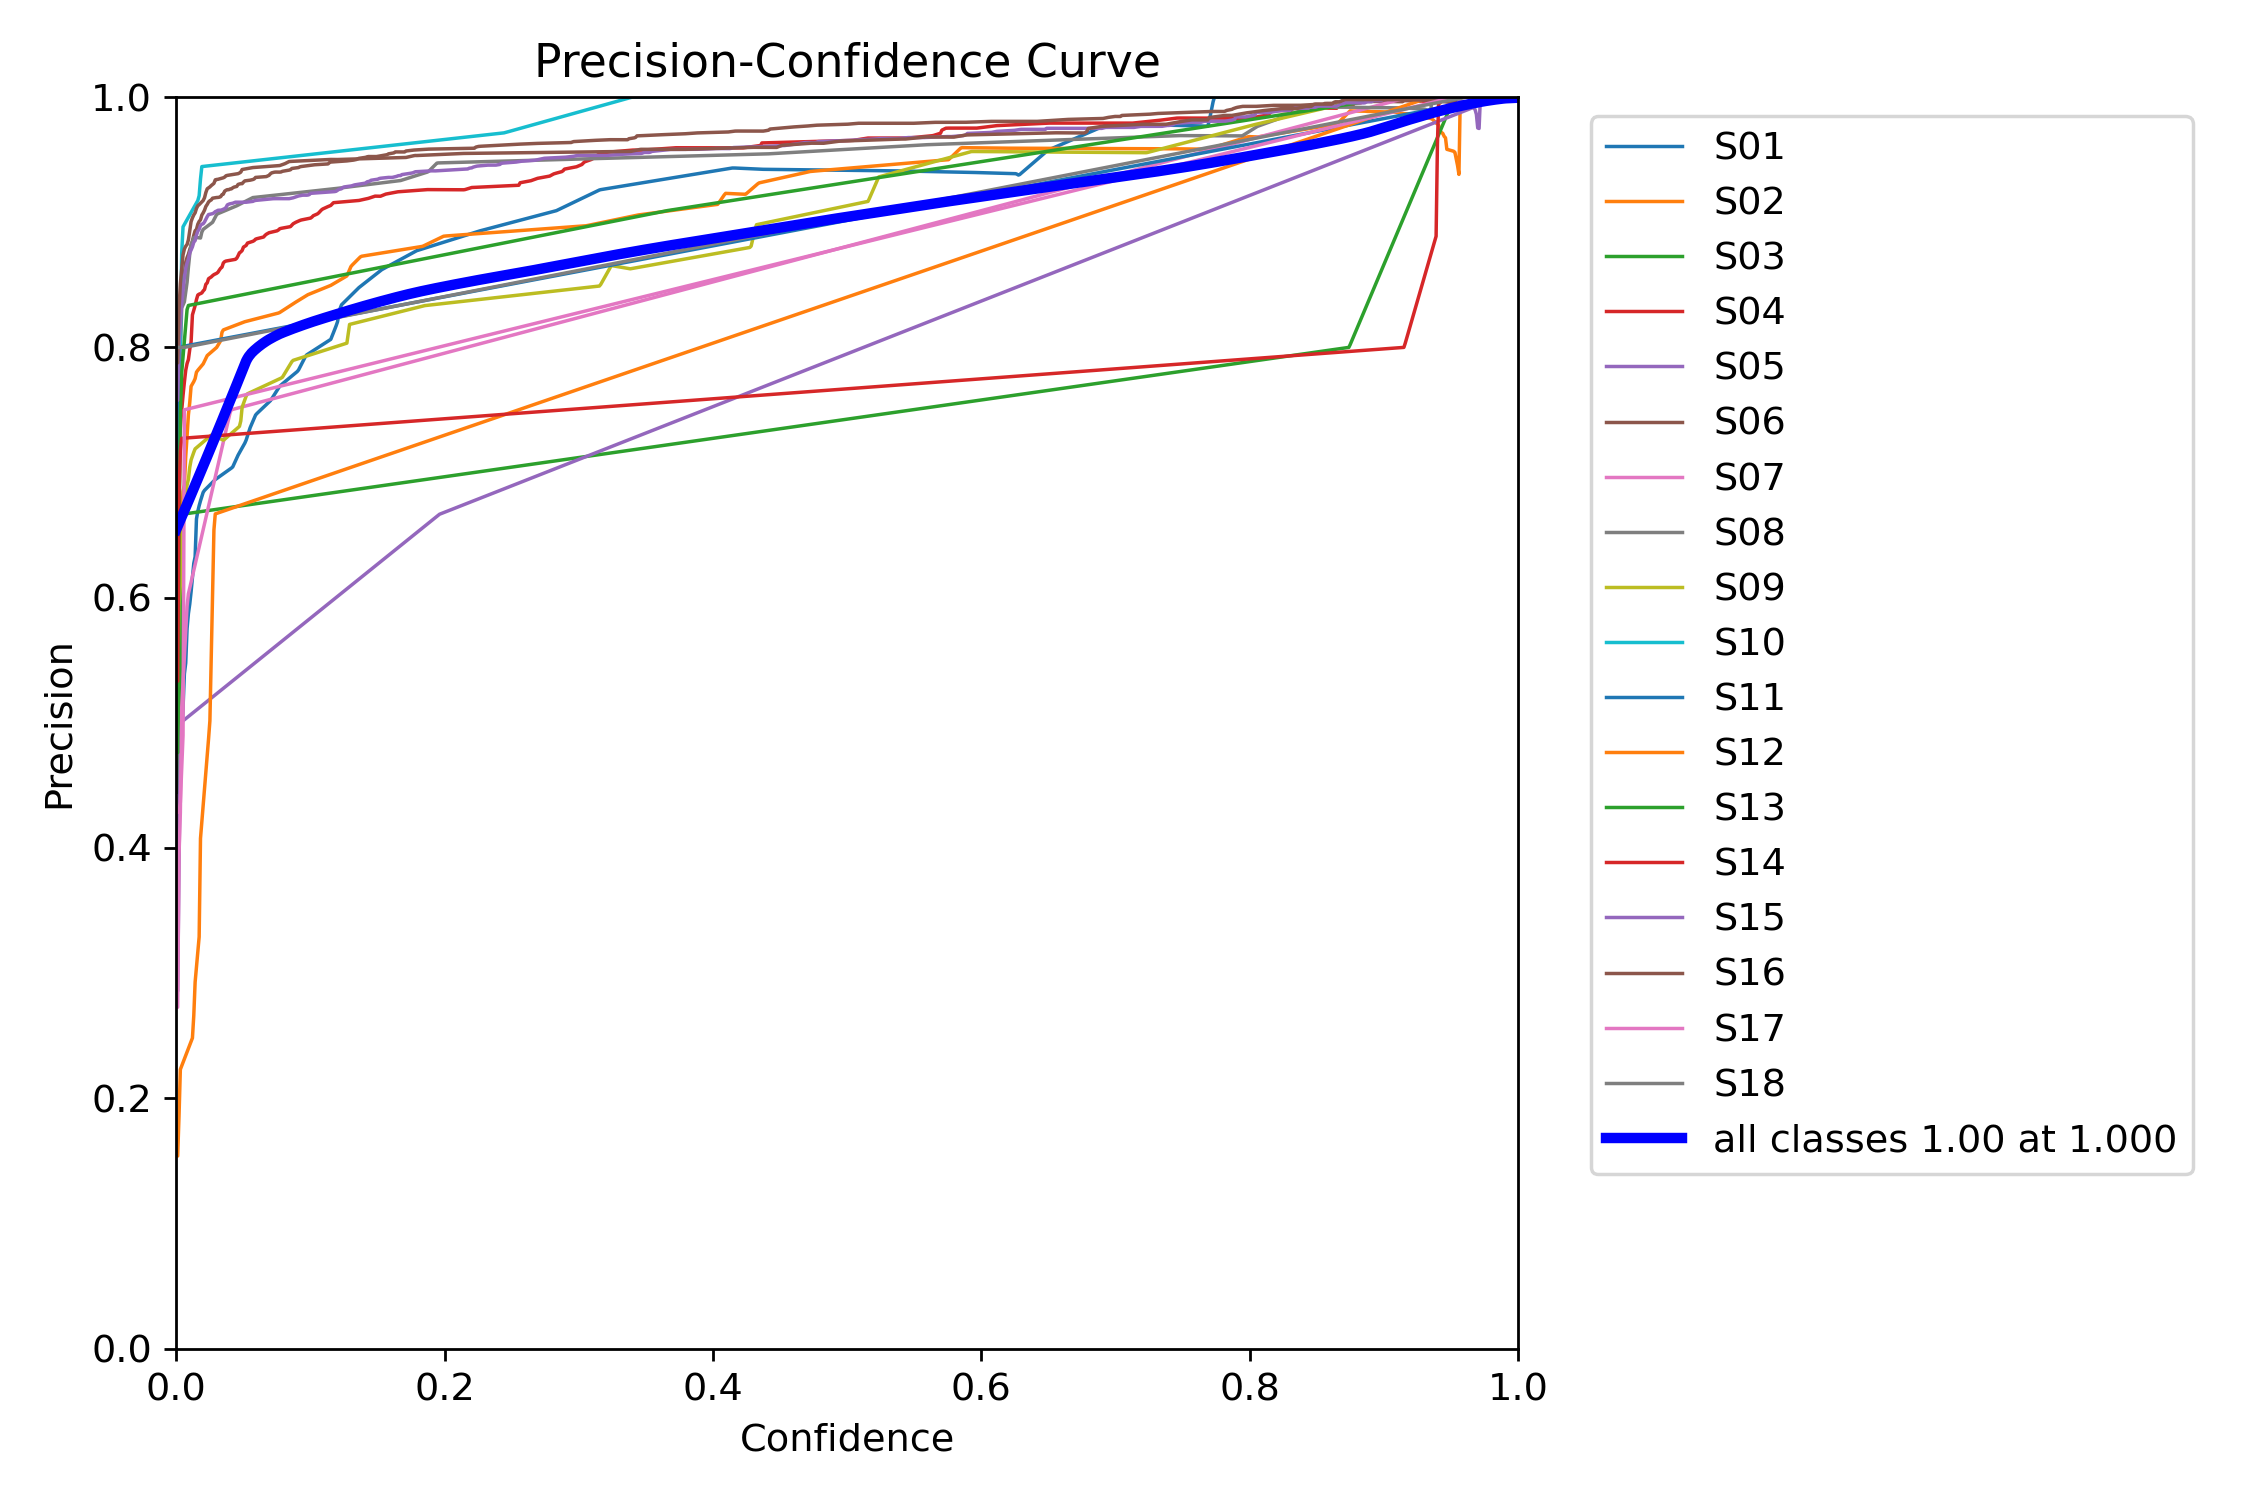 Precision-Confidence Curve
1.0
0.8
0.6
0.4
0.2
0.0
Precision
0.0 0.2 0.4 0.6 0.8 1.0
Confidence
S01
S02
S03
S04
S05
S06
S07
S08
S09
S10
S11
S12
S13
S14
S15
S16
S17
S18
all classes 1.00 at 1.000